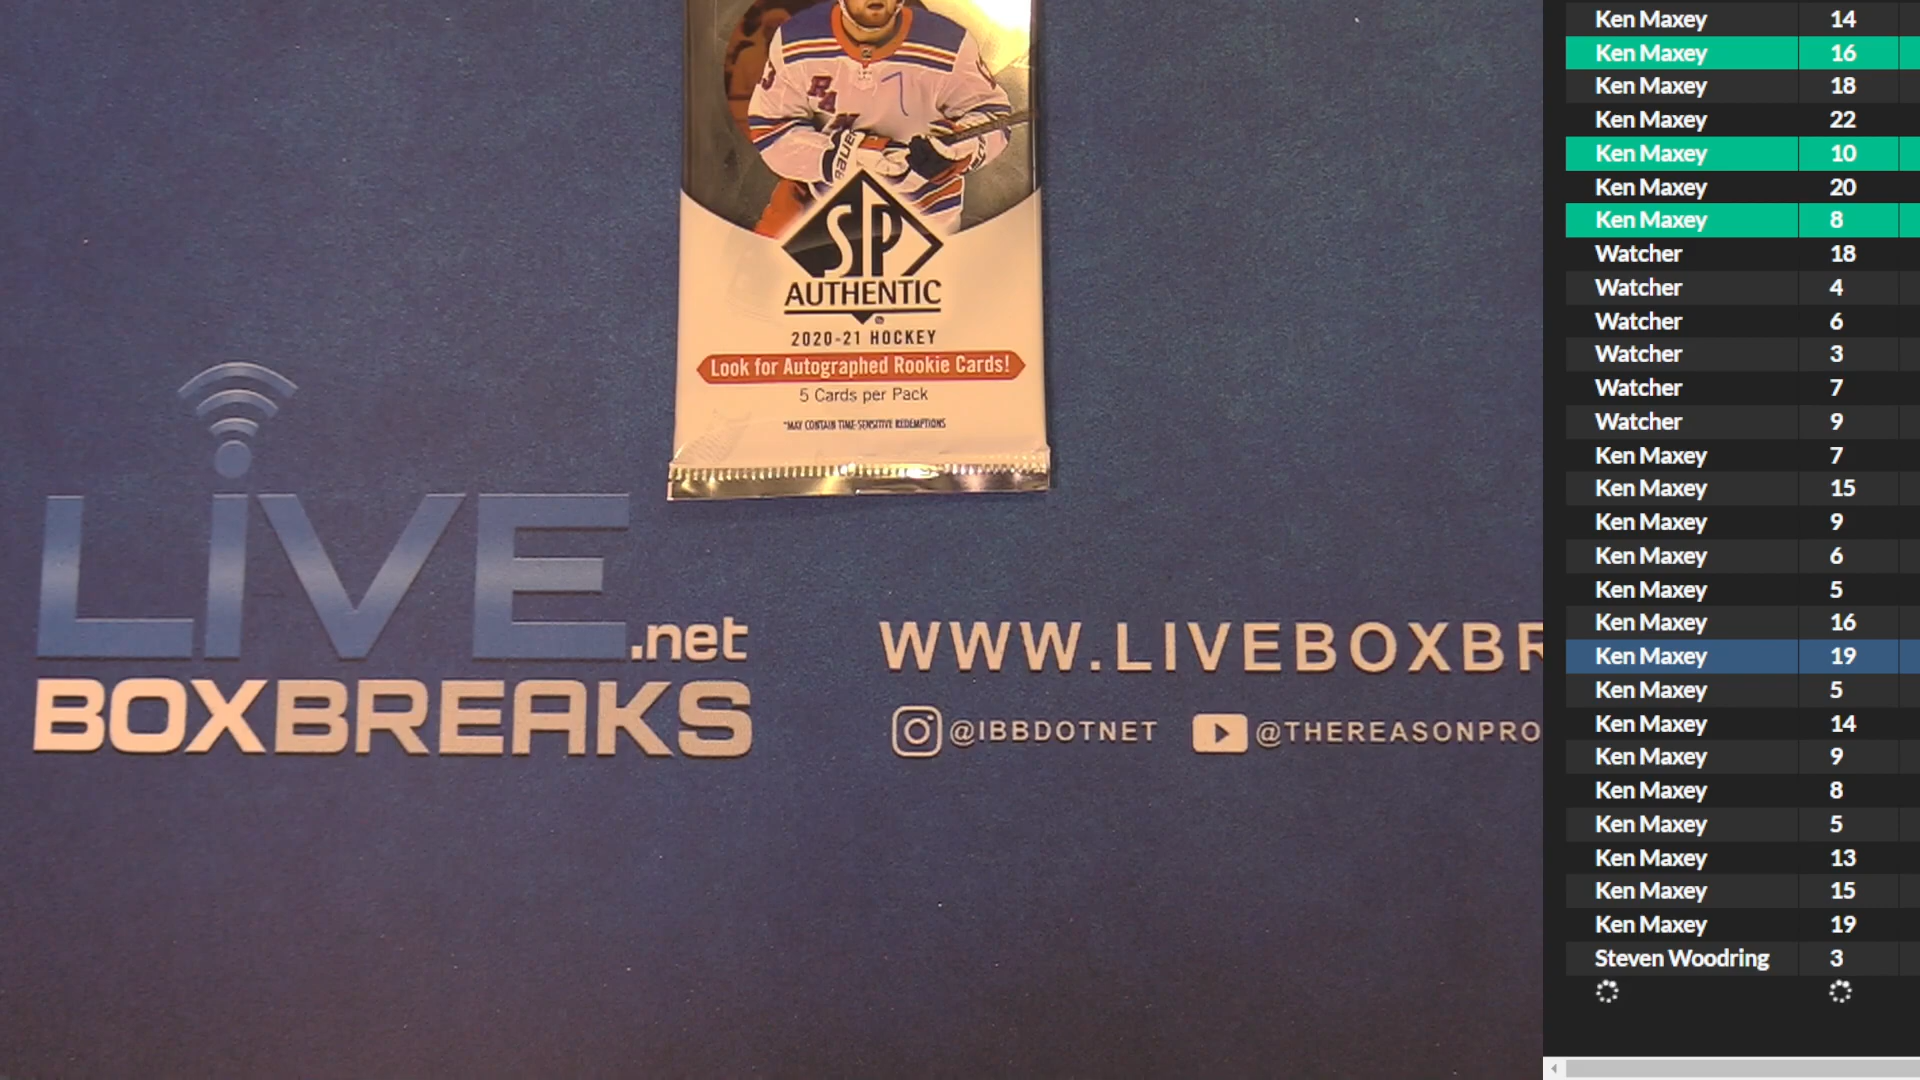 7
BAUER
SP
AUTHENTIC
2020-21 HOCKEY
Look for Autographed Rookie Cards!
5 Cards per Pack
*MAY CONTAIN TIME-SENSITIVE REDEMPTIONS
LiVE
.net
BOXBREAKS
WWW.LIVEBOXBR
@IBBDOTNET
@THEREASONPRO
Ken Maxey 14
Ken Maxey 16
Ken Maxey 18
Ken Maxey 22
Ken Maxey 10
Ken Maxey 20
Ken Maxey 8
Watcher 18
Watcher 4
Watcher 6
Watcher 3
Watcher 7
Watcher 9
Ken Maxey 7
Ken Maxey 15
Ken Maxey 9
Ken Maxey 6
Ken Maxey 5
Ken Maxey 16
Ken Maxey 19
Ken Maxey 5
Ken Maxey 14
Ken Maxey 9
Ken Maxey 8
Ken Maxey 5
Ken Maxey 13
Ken Maxey 15
Ken Maxey 19
Steven Woodring 3